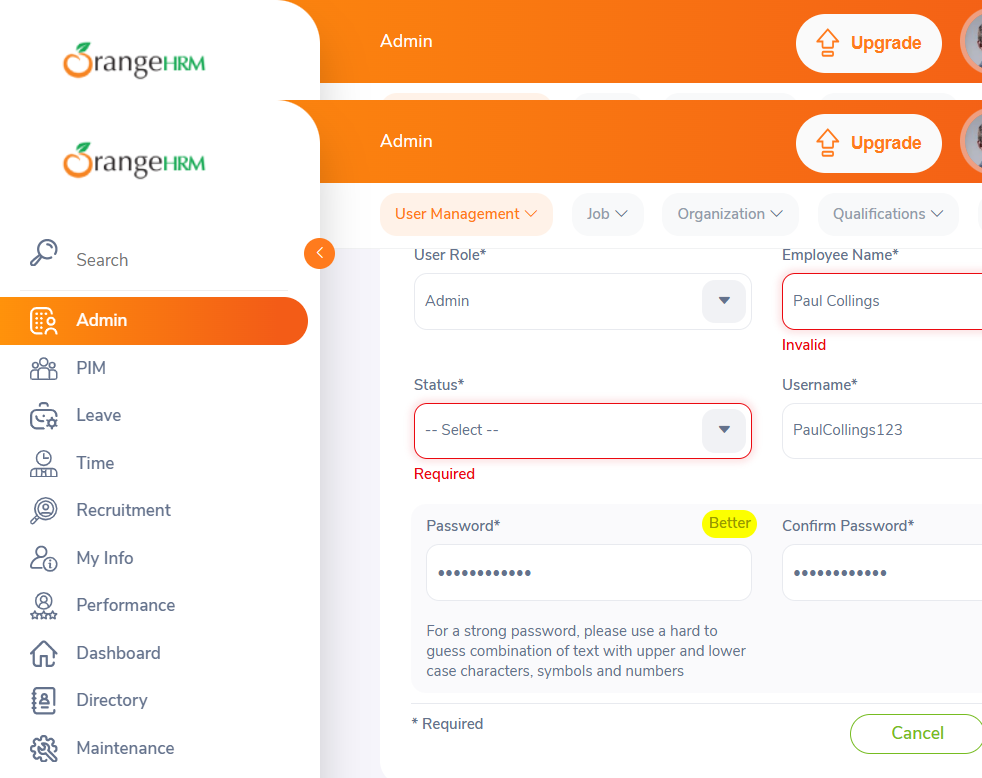 OrangeHRM
Admin
Upgrade
OrangeHRM
Admin
Upgrade
User Management
Job
Organization
Qualifications
Search
Admin
PIM
Leave
Time
Recruitment
My Info
Performance
Dashboard
Directory
Maintenance
User Role*
Employee Name*
Admin
Paul Collings
Invalid
Status*
Username*
-- Select --
PaulCollings123
Required
Password*
Better
Confirm Password*
••••••••••••
••••••••••••
For a strong password, please use a hard to
guess combination of text with upper and lower
case characters, symbols and numbers
* Required
Cancel